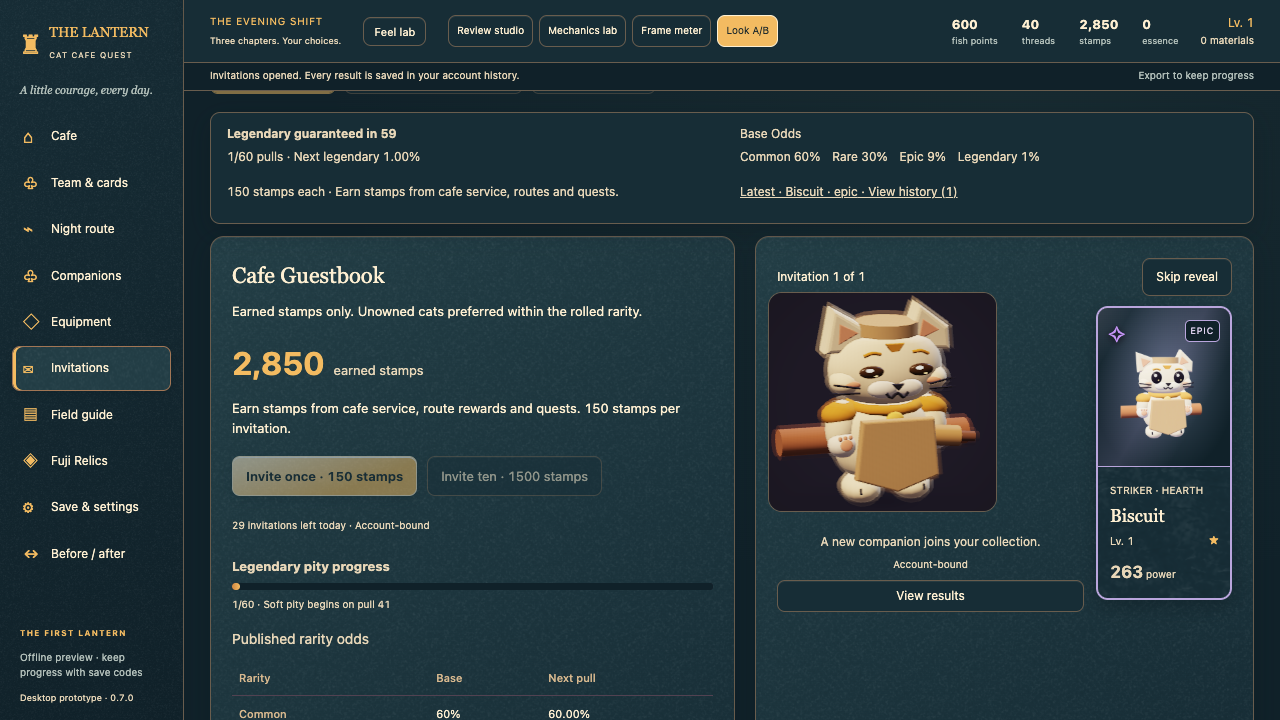 THE LANTERN
CAT CAFE QUEST
A little courage, every day.
Cafe
Team & cards
Night route
Companions
Equipment
Invitations
Field guide
Fuji Relics
Save & settings
Before / after
THE FIRST LANTERN
Offline preview · keep
progress with save codes
Desktop prototype · 0.7.0
THE EVENING SHIFT
Three chapters. Your choices.
Feel lab
Review studio
Mechanics lab
Frame meter
Look A/B
600
fish points
40
threads
2,850
stamps
0
essence
Lv. 1
0 materials
Invitations opened. Every result is saved in your account history.
Export to keep progress
Legendary guaranteed in 59
1/60 pulls · Next legendary 1.00%
150 stamps each · Earn stamps from cafe service, routes and quests.
Base Odds
Common 60% Rare 30% Epic 9% Legendary 1%
Latest · Biscuit · epic · View history (1)
Cafe Guestbook
Earned stamps only. Unowned cats preferred within the rolled rarity.
2,850 earned stamps
Earn stamps from cafe service, route rewards and quests. 150 stamps per
invitation.
Invite once · 150 stamps
Invite ten · 1500 stamps
29 invitations left today · Account-bound
Legendary pity progress
1/60 · Soft pity begins on pull 41
Published rarity odds
Rarity Base Next pull
Common 60% 60.00%
Invitation 1 of 1
Skip reveal
A new companion joins your collection.
Account-bound
View results
EPIC
STRIKER · HEARTH
Biscuit
Lv. 1
263 power